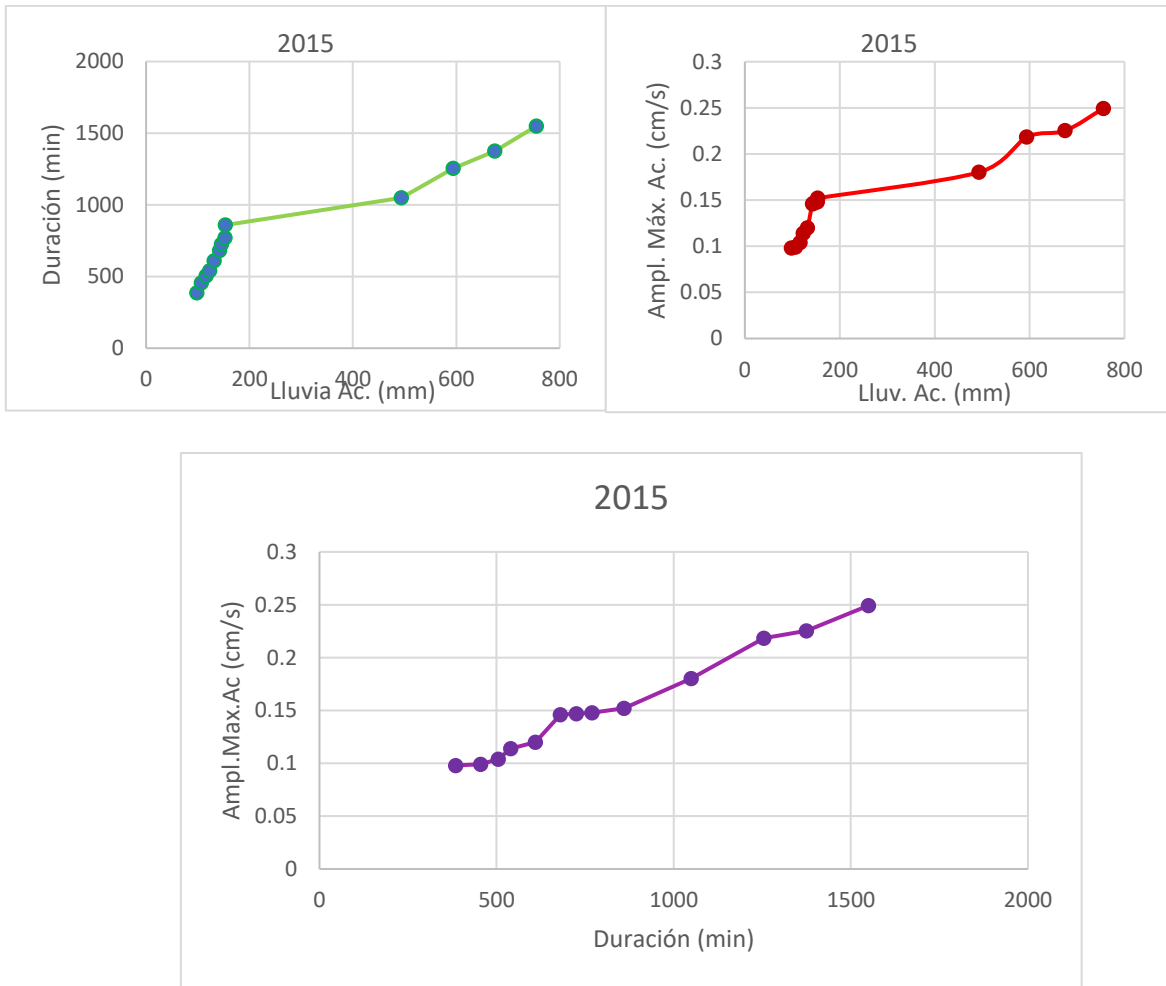 2015
2000
1500
1000
500
0
0 200 400 600 800
Duración (min)
Lluvia Ac. (mm)
2015
0.3
0.25
0.2
0.15
0.1
0.05
0
0 200 400 600 800
Ampl. Máx. Ac. (cm/s)
Lluv. Ac. (mm)
2015
0.3
0.25
0.2
0.15
0.1
0.05
0
0 500 1000 1500 2000
Ampl.Max.Ac (cm/s)
Duración (min)